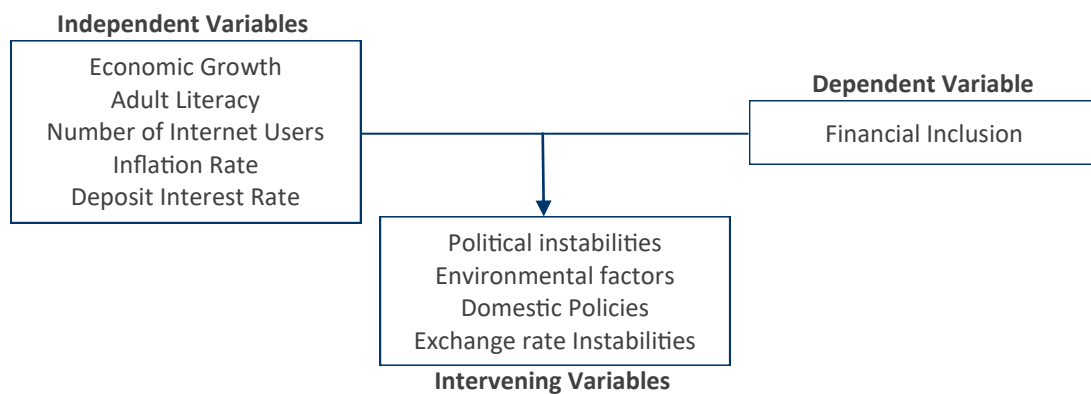 Independent Variables
Economic Growth
Adult Literacy
Number of Internet Users
Inflation Rate
Deposit Interest Rate
Dependent Variable
Financial Inclusion
Political instabilities
Environmental factors
Domestic Policies
Exchange rate Instabilities
Intervening Variables